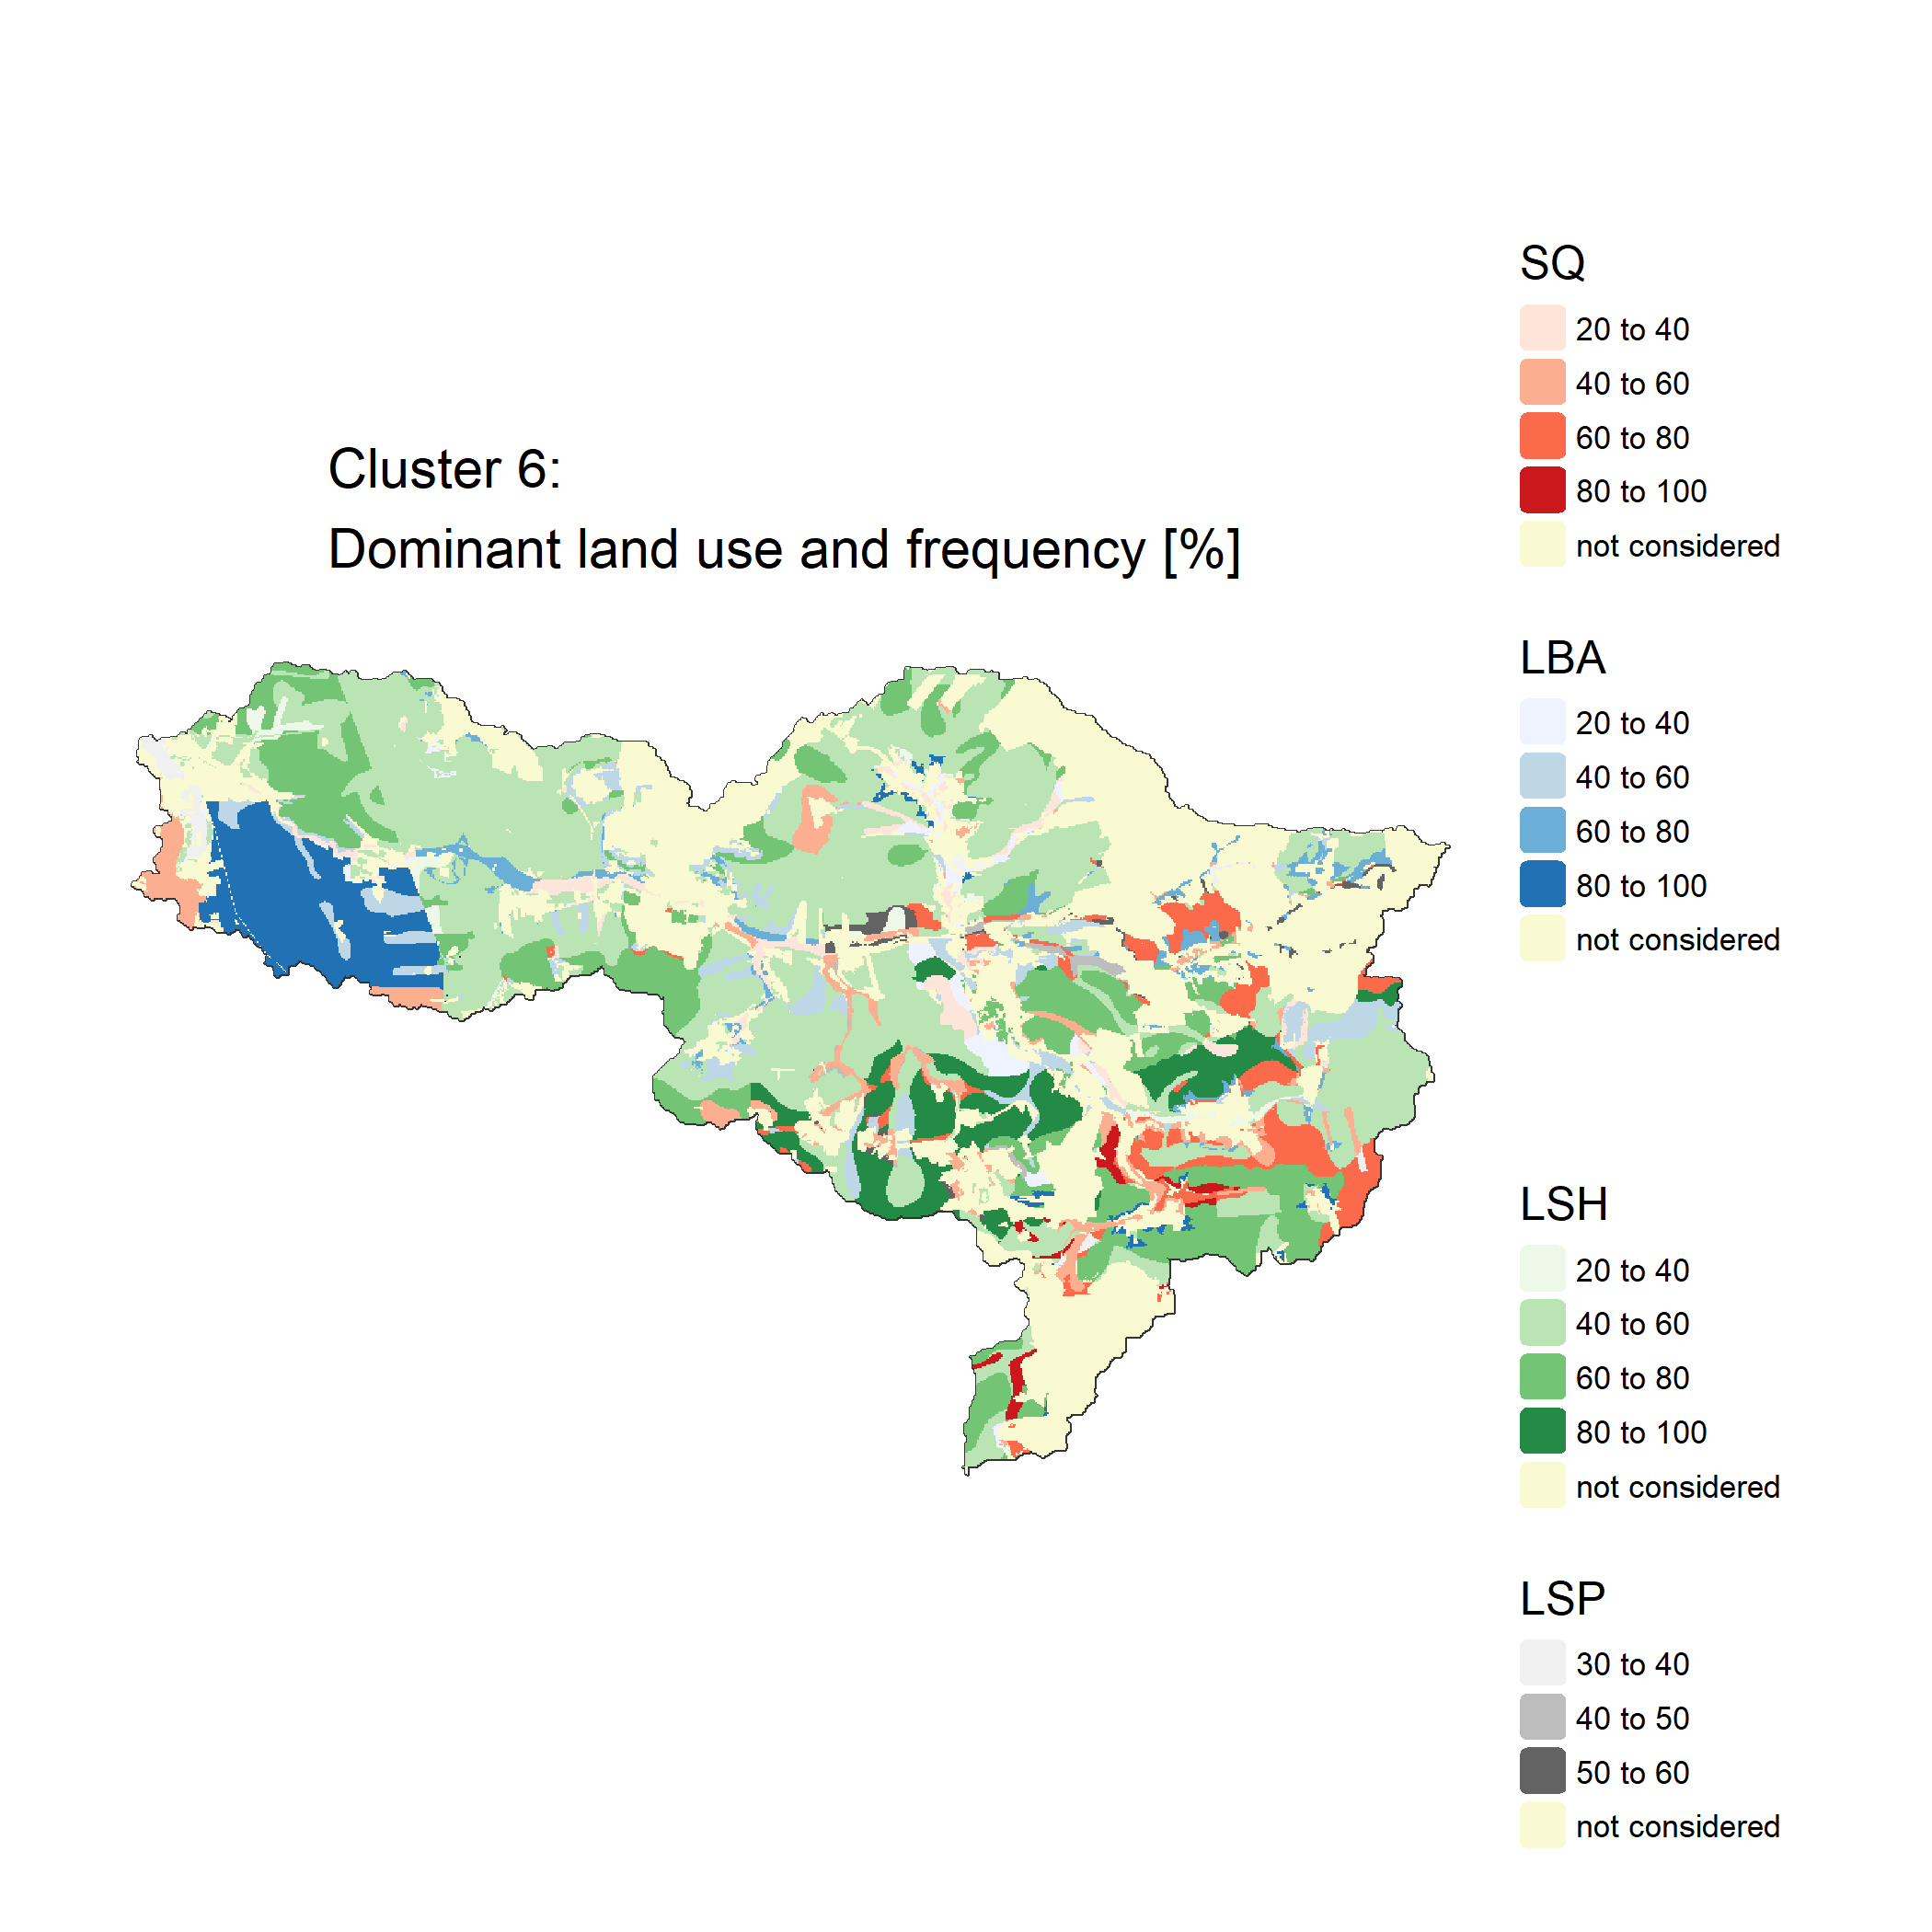 Cluster 6:
Dominant land use and frequency [%]
SQ
20 to 40
40 to 60
60 to 80
80 to 100
not considered
LBA
20 to 40
40 to 60
60 to 80
80 to 100
not considered
LSH
20 to 40
40 to 60
60 to 80
80 to 100
not considered
LSP
30 to 40
40 to 50
50 to 60
not considered